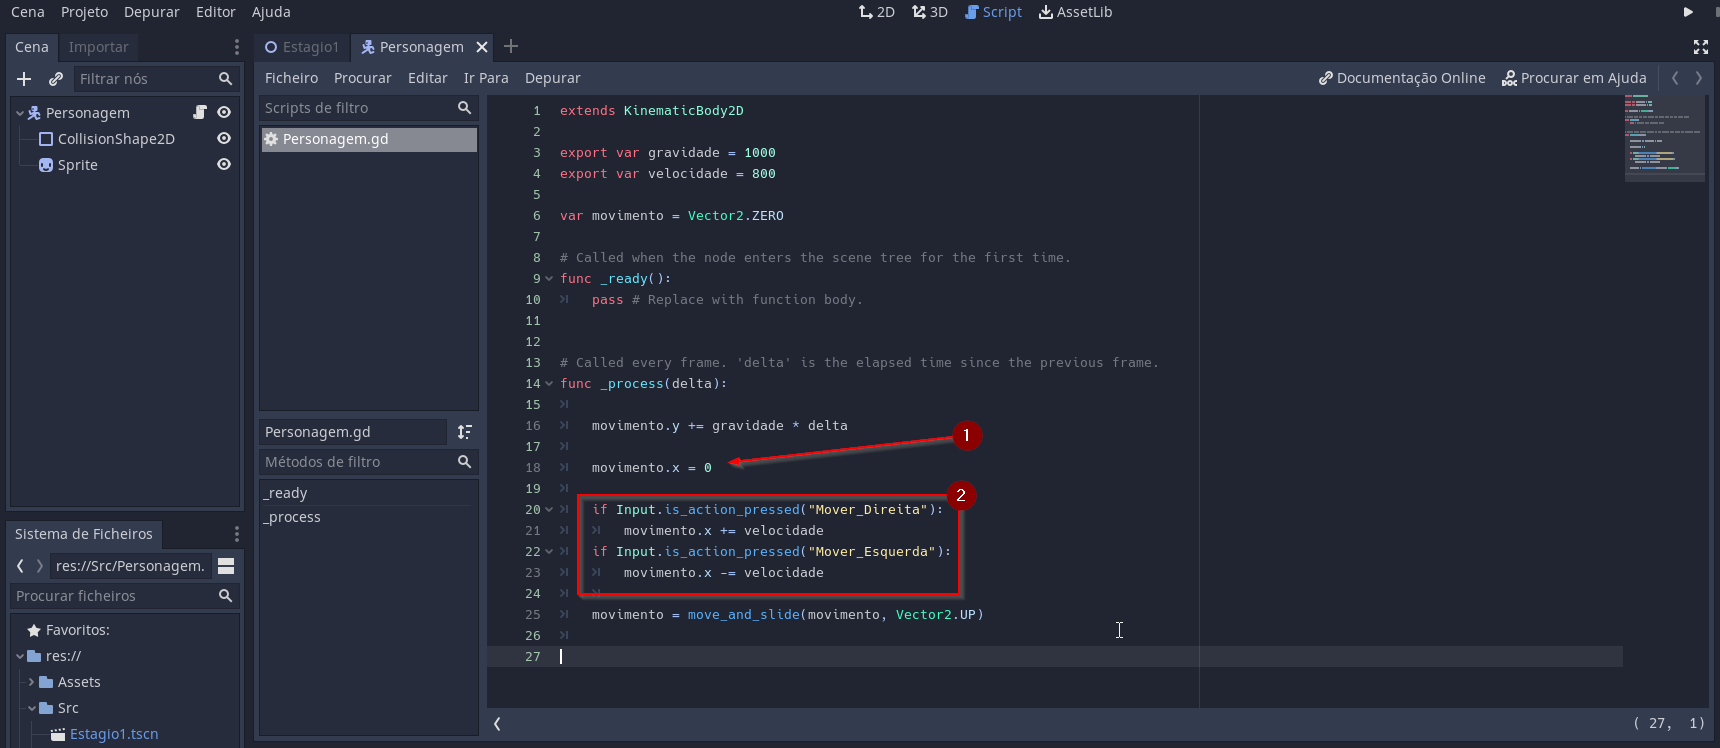 Cena Projeto Depurar Editor Ajuda
2D 3D Script AssetLib
Cena Importar
Filtrar nós
Personagem
CollisionShape2D
Sprite
Sistema de Ficheiros
res://Src/Personagem.
Procurar ficheiros
Favoritos:
res://
Assets
Src
Estagio1.tscn
Estagio1 Personagem
Ficheiro Procurar Editar Ir Para Depurar
Documentação Online Procurar em Ajuda
Scripts de filtro
Personagem.gd
Personagem.gd
Métodos de filtro
_ready
_process
1 extends KinematicBody2D
2
3 export var gravidade = 1000
4 export var velocidade = 800
5
6 var movimento = Vector2.ZERO
7
8 # Called when the node enters the scene tree for the first time.
9 func _ready():
10 pass # Replace with function body.
11
12
13 # Called every frame. 'delta' is the elapsed time since the previous frame.
14 func _process(delta):
15
16 movimento.y += gravidade * delta
17
1
18 movimento.x = 0
19
2
20 if Input.is_action_pressed("Mover_Direita"):
21 movimento.x += velocidade
22 if Input.is_action_pressed("Mover_Esquerda"):
23 movimento.x -= velocidade
24
25 movimento = move_and_slide(movimento, Vector2.UP)
26
27
( 27, 1)